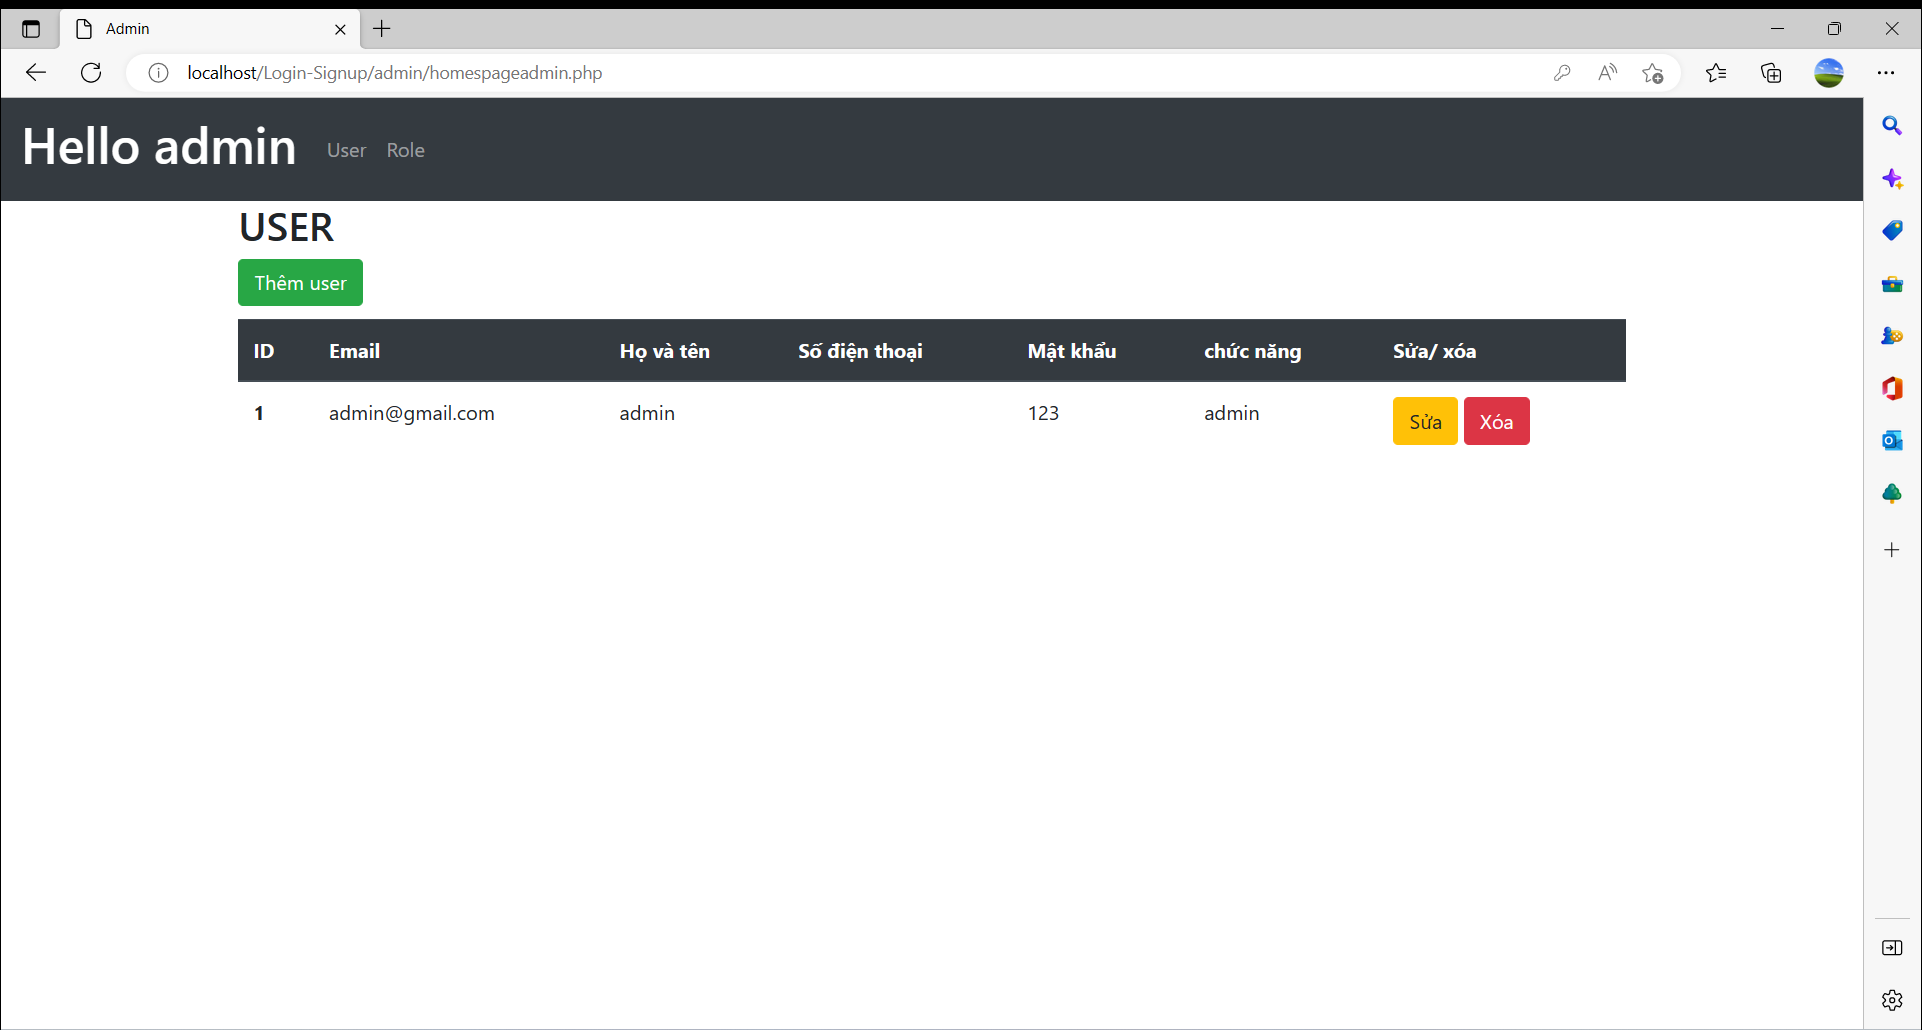 Admin
localhost/Login-Signup/admin/homespageadmin.php
Hello admin User Role
USER
Thêm user
ID Email Họ và tên Số điện thoại Mật khẩu chức năng Sửa/ xóa
1 admin@gmail.com admin 123 admin Sửa Xóa